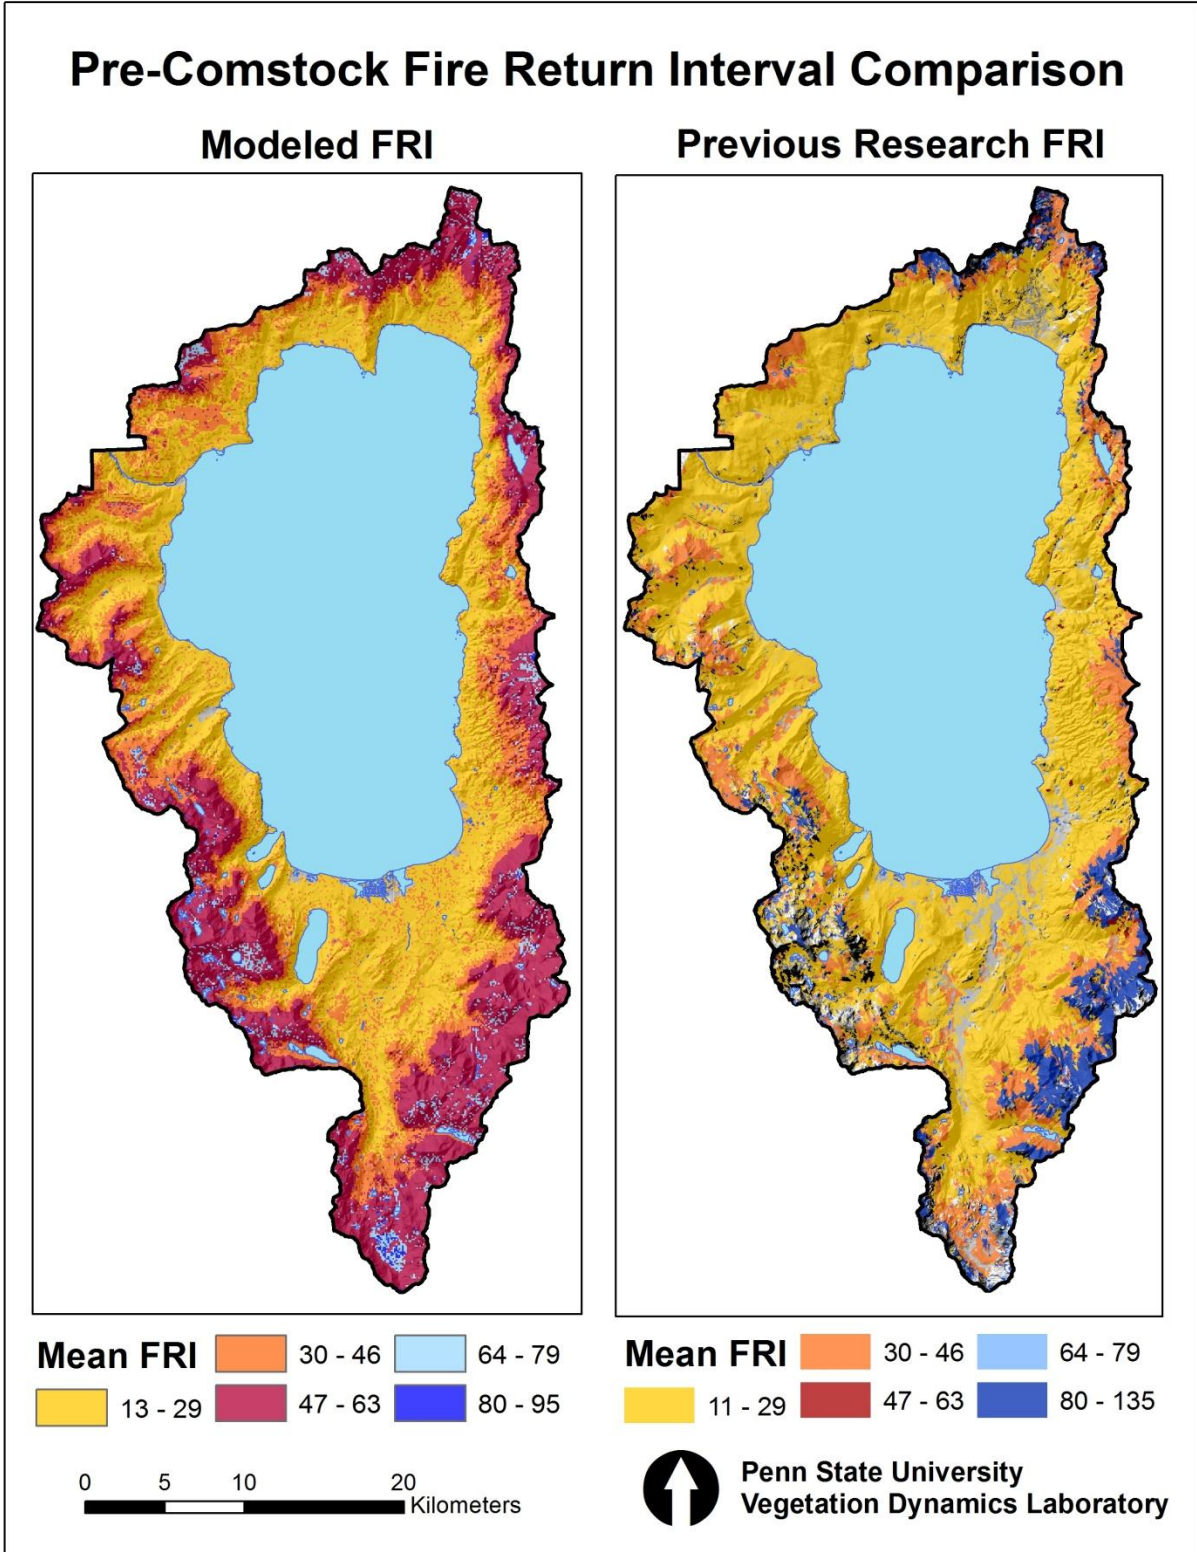 Pre-Comstock Fire Return Interval Comparison
Modeled FRI
Previous Research FRI
Mean FRI
13 - 29
30 - 46
47 - 63
64 - 79
80 - 95
Mean FRI
11 - 29
30 - 46
47 - 63
64 - 79
80 - 135
0 5 10 20
Kilometers
Penn State University
Vegetation Dynamics Laboratory